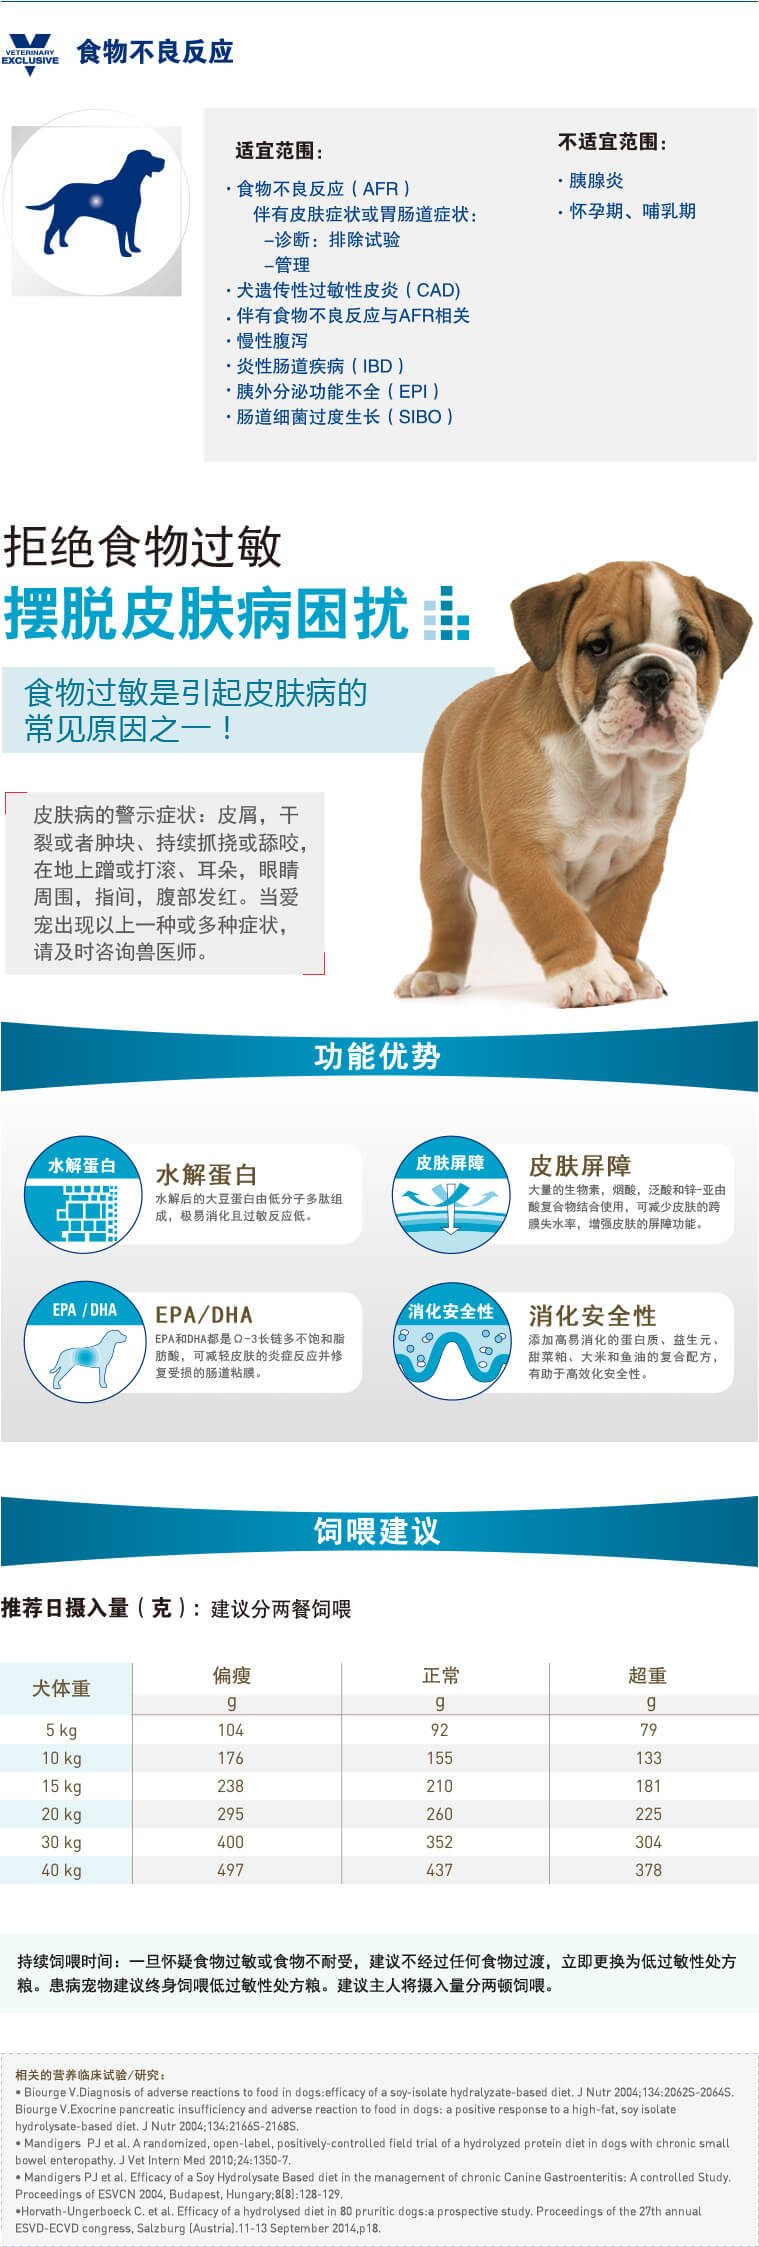 VETERINARY
EXCLUSIVE
食物不良反应
适宜范围：
· 食物不良反应（AFR）
伴有皮肤症状或胃肠道症状：
-诊断：排除试验
-管理
· 犬遗传性过敏性皮炎（CAD)
. 伴有食物不良反应与AFR相关
· 慢性腹泻
· 炎性肠道疾病（IBD）
· 胰外分泌功能不全（EPI）
· 肠道细菌过度生长（SIBO）
不适宜范围：
· 胰腺炎
· 怀孕期、哺乳期
拒绝食物过敏
摆脱皮肤病困扰
食物过敏是引起皮肤病的
常见原因之一！
皮肤病的警示症状：皮屑，干
裂或者肿块、持续抓挠或舔咬，
在地上蹭或打滚、耳朵，眼睛
周围，指间，腹部发红。当爱
宠出现以上一种或多种症状，
请及时咨询兽医师。
功能优势
水解蛋白
水解蛋白
水解后的大豆蛋白由低分子多肽组
成，极易消化且过敏反应低。
皮肤屏障
皮肤屏障
大量的生物素，烟酸，泛酸和锌-亚由
酸复合物结合使用，可减少皮肤的跨
膜失水率，增强皮肤的屏障功能。
EPA / DHA
EPA/DHA
EPA和DHA都是Ω-3长链多不饱和脂
肪酸，可减轻皮肤的炎症反应并修
复受损的肠道粘膜。
消化安全性
消化安全性
添加高易消化的蛋白质、益生元、
甜菜粕、大米和鱼油的复合配方，
有助于高效化安全性。
饲喂建议
推荐日摄入量（克）：建议分两餐饲喂
犬体重 偏瘦 正常 超重
g g g
5 kg 104 92 79
10 kg 176 155 133
15 kg 238 210 181
20 kg 295 260 225
30 kg 400 352 304
40 kg 497 437 378
持续饲喂时间：一旦怀疑食物过敏或食物不耐受，建议不经过任何食物过渡，立即更换为低过敏性处方
粮。患病宠物建议终身饲喂低过敏性处方粮。建议主人将摄入量分两顿饲喂。
相关的营养临床试验/研究：
• Biourge V.Diagnosis of adverse reactions to food in dogs:efficacy of a soy-isolate hydralyzate-based diet. J Nutr 2004;134:2062S-2064S.
Biourge V.Exocrine pancreatic insufficiency and adverse reaction to food in dogs: a positive response to a high-fat, soy isolate
hydrolysate-based diet. J Nutr 2004;134:2166S-2168S.
• Mandigers PJ et al. A randomized, open-label, positively-controlled field trial of a hydrolyzed protein diet in dogs with chronic small
bowel enteropathy. J Vet Intern Med 2010;24:1350-7.
• Mandigers PJ et al. Efficacy of a Soy Hydrolysate Based diet in the management of chronic Canine Gastroenteritis: A controlled Study.
Proceedings of ESVCN 2004, Budapest, Hungary;8(8):128-129.
•Horvath-Ungerboeck C. et al. Efficacy of a hydrolysed diet in 80 pruritic dogs:a prospective study. Proceedings of the 27th annual
ESVD-ECVD congress, Salzburg (Austria).11-13 September 2014,p18.